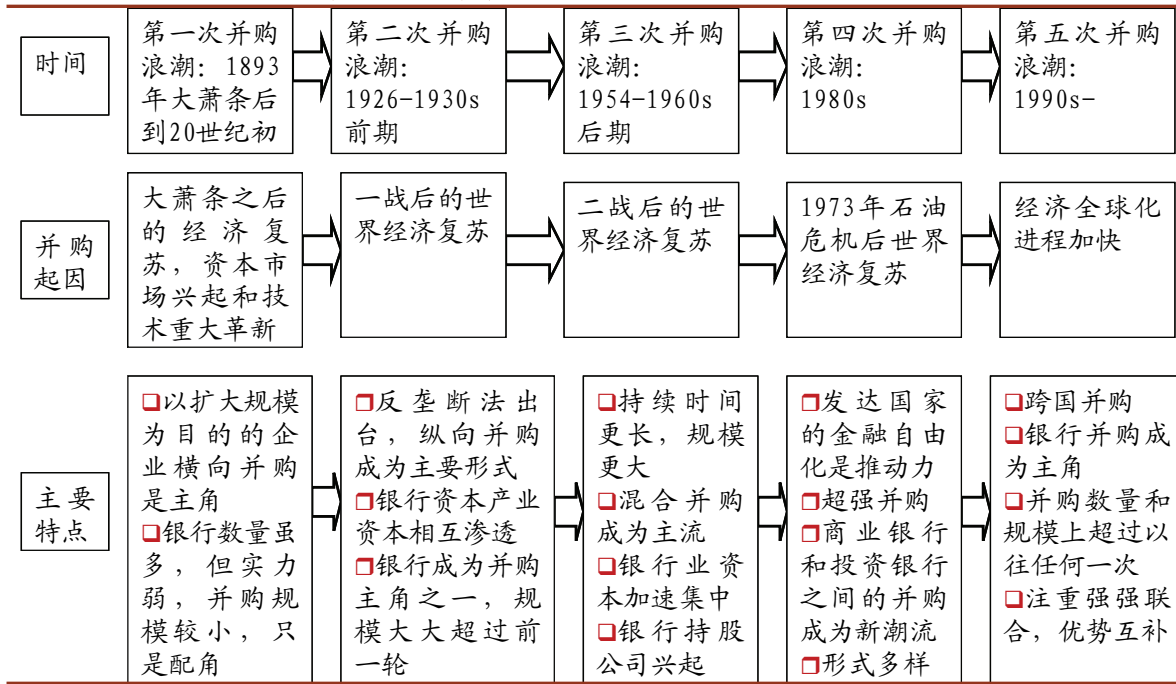 时间
第一次并购
浪潮：1893
年大萧条后
到20世纪初
第二次并购
浪潮：
1926-1930s
前期
第三次并购
浪潮：
1954-1960s
后期
第四次并购
浪潮：
1980s
第五次并购
浪潮：
1990s-
并购
起因
大萧条之后
的经济复
苏，资本市
场兴起和技
术重大革新
一战后的世
界经济复苏
二战后的世
界经济复苏
1973年石油
危机后世界
经济复苏
经济全球化
进程加快
主要
特点
❑以扩大规模
为目的的企
业横向并购
是主角
❑银行数量虽
多，但实力
弱，并购规
模较小，只
是配角
❒反垄断法出
台，纵向并购
成为主要形式
❒银行资本产业
资本相互渗透
❒银行成为并购
主角之一，规
模大大超过前
一轮
❑持续时间
更长，规模
更大
❑混合并购
成为主流
❑银行业资
本加速集中
❑银行持股
公司兴起
❒发达国家
的金融自由
化是推动力
❒超强并购
❒商业银行
和投资银行
之间的并购
成为新潮流
❒形式多样
❑跨国并购
❑银行并购成
为主角
❑并购数量和
规模上超过以
往任何一次
❑注重强强联
合，优势互补